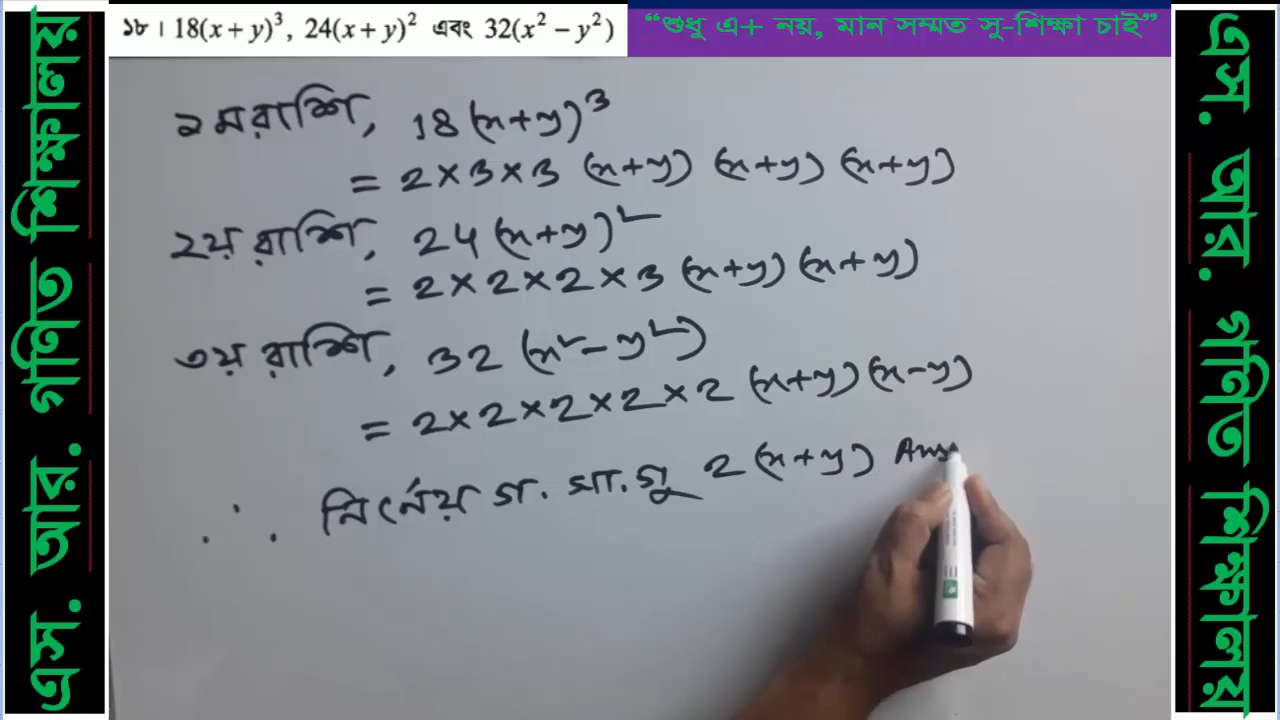 ১৮। 18(x+y)³, 24(x+y)² এবং 32(x² – y²)
“শুধু এ+ নয়, মান সম্মত সু-শিক্ষা চাই”
এস. আর. গণিত শিক্ষালয়
১ম রাশি, 18 (x+y)³
= 2×3×3 (x+y) (x+y) (x+y)
২য় রাশি, 24 (x+y)²
= 2×2×2×3 (x+y) (x+y)
৩য় রাশি, 32 (x²-y²)
= 2×2×2×2×2 (x+y) (x-y)
∴ নির্ণেয় গ. সা. গু 2 (x+y) Ans
এস. আর. গণিত শিক্ষালয়